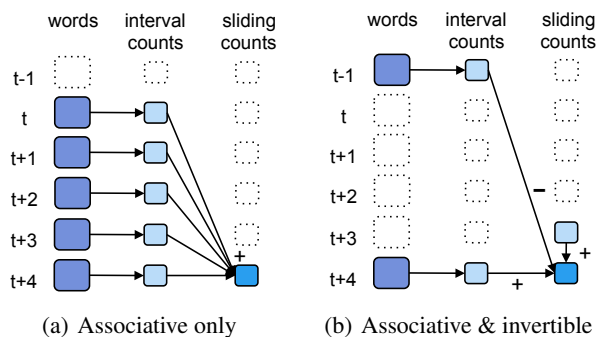 words interval counts sliding counts
t-1
t
t+1
t+2
t+3
+
t+4
(a) Associative only
words interval counts sliding counts
t-1
t
t+1
t+2
–
t+3
+
t+4
+
(b) Associative & invertible